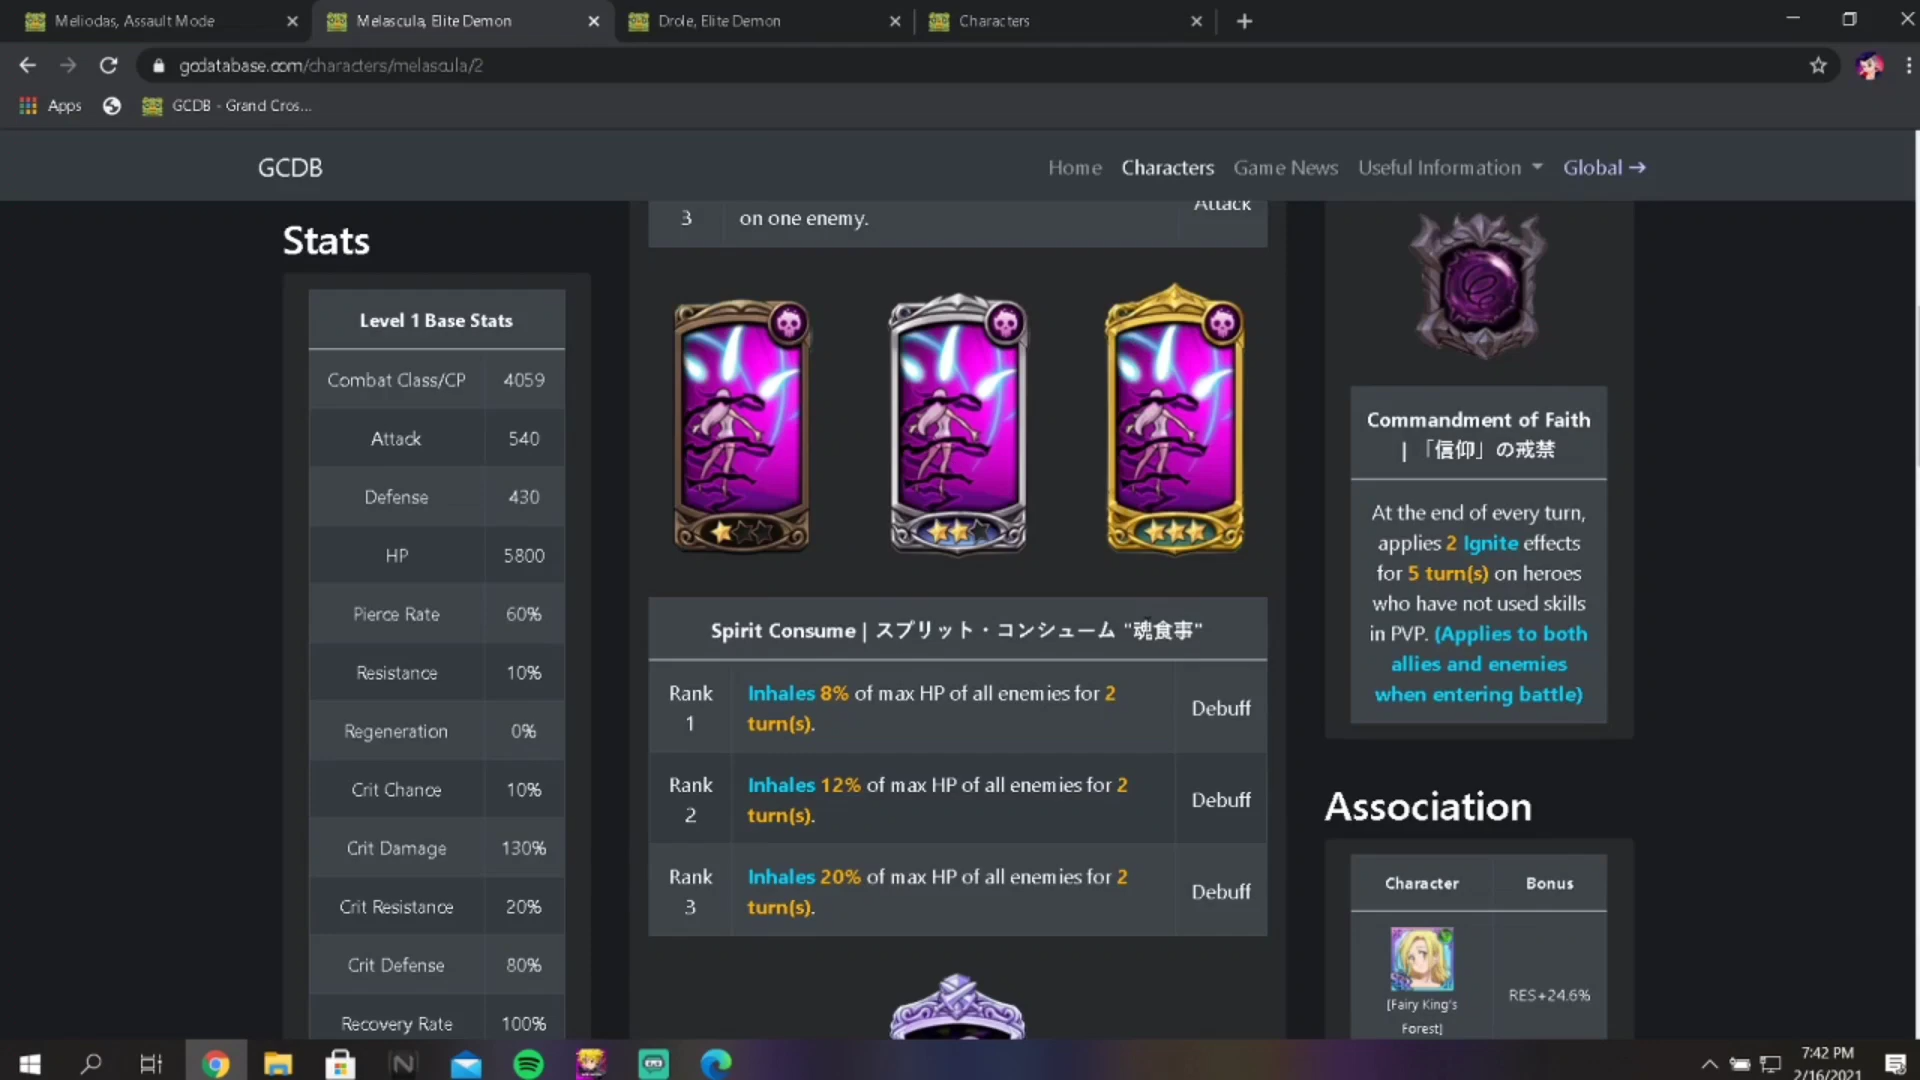 Meliodas, Assault Mode
Melascula, Elite Demon
Drole, Elite Demon
Characters
gcdatabase.com/characters/melascula/2
Apps
GCDB - Grand Cros...
GCDB
Home
Characters
Game News
Useful Information
Global →
Stats
Level 1 Base Stats
Combat Class/CP 4059
Attack 540
Defense 430
HP 5800
Pierce Rate 60%
Resistance 10%
Regeneration 0%
Crit Chance 10%
Crit Damage 130%
Crit Resistance 20%
Crit Defense 80%
Recovery Rate 100%
3
on one enemy.
Attack
Spirit Consume | スプリット・コンシューム "魂食事"
Rank
1
Inhales 8% of max HP of all enemies for 2
turn(s).
Debuff
Rank
2
Inhales 12% of max HP of all enemies for 2
turn(s).
Debuff
Rank
3
Inhales 20% of max HP of all enemies for 2
turn(s).
Debuff
Commandment of Faith
| 「信仰」の戒禁
At the end of every turn,
applies 2 Ignite effects
for 5 turn(s) on heroes
who have not used skills
in PVP. (Applies to both
allies and enemies
when entering battle)
Association
Character Bonus
[Fairy King's
Forest]
RES+24.6%
7:42 PM
2/16/2021